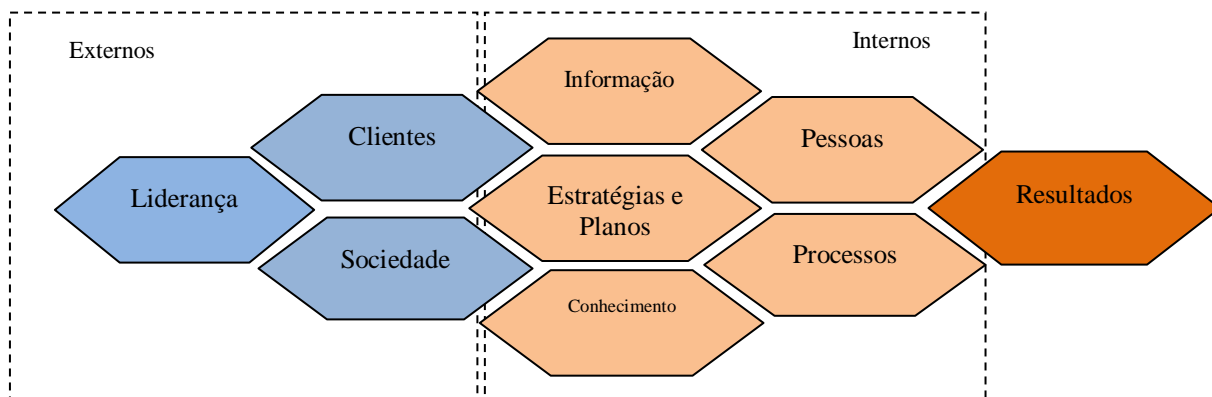 Externos
Internos
Informação
Clientes
Pessoas
Liderança
Estratégias e
Planos
Resultados
Sociedade
Processos
Conhecimento